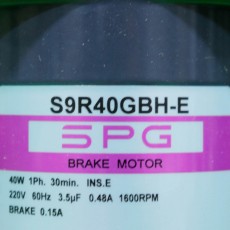 S9R40GBH-E
SPG
BRAKE MOTOR
40W 1Ph. 30min. INS.E
220V 60Hz 3.5µF 0.48A 1600RPM
BRAKE 0.15A